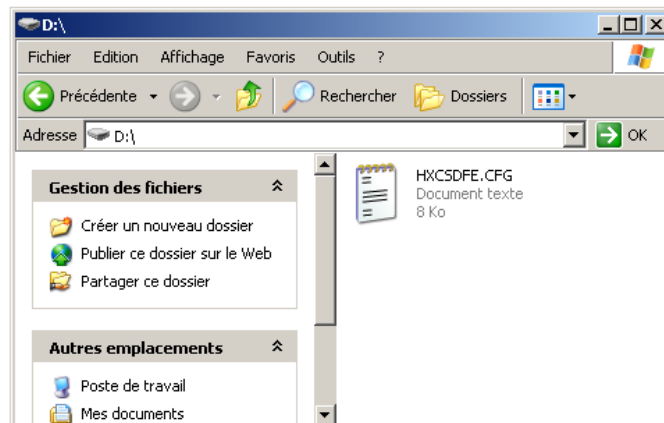 D:\
Fichier Edition Affichage Favoris Outils ?
Précédente Rechercher Dossiers
Adresse D:\ OK
Gestion des fichiers
Créer un nouveau dossier
Publier ce dossier sur le Web
Partager ce dossier
Autres emplacements
Poste de travail
Mes documents
HXCSDFE.CFG
Document texte
8 Ko